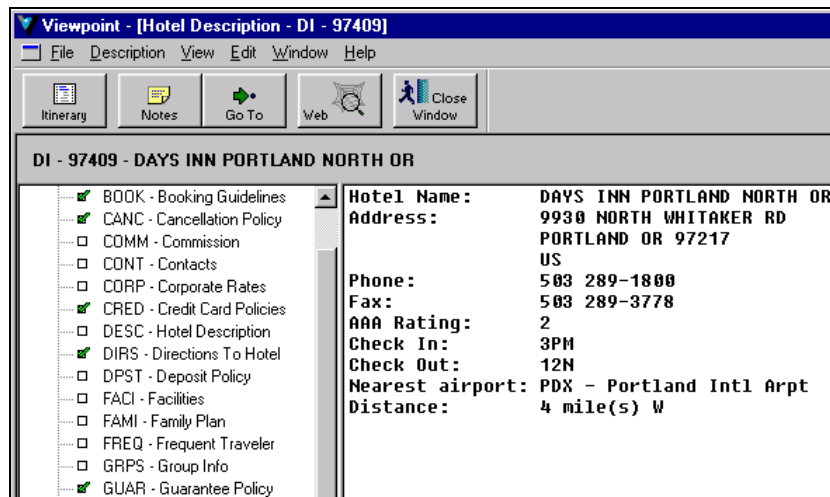 Viewpoint - [Hotel Description - DI - 97409]
File Description View Edit Window Help
Itinerary Notes Go To Web Close Window
DI - 97409 - DAYS INN PORTLAND NORTH OR
BOOK - Booking Guidelines
CANC - Cancellation Policy
COMM - Commission
CONT - Contacts
CORP - Corporate Rates
CRED - Credit Card Policies
DESC - Hotel Description
DIRS - Directions To Hotel
DPST - Deposit Policy
FACI - Facilities
FAMI - Family Plan
FREQ - Frequent Traveler
GRPS - Group Info
GUAR - Guarantee Policy
Hotel Name: DAYS INN PORTLAND NORTH OR
Address: 9930 NORTH WHITAKER RD
PORTLAND OR 97217
US
Phone: 503 289-1800
Fax: 503 289-3778
AAA Rating: 2
Check In: 3PM
Check Out: 12N
Nearest airport: PDX - Portland Intl Arpt
Distance: 4 mile(s) W